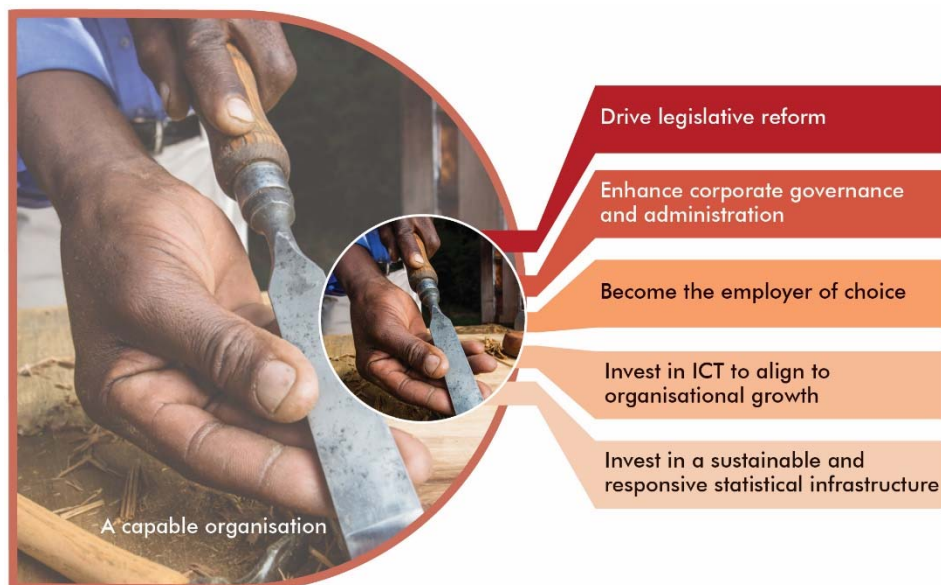 Drive legislative reform
Enhance corporate governance
and administration
Become the employer of choice
Invest in ICT to align to
organisational growth
Invest in a sustainable and
responsive statistical infrastructure
A capable organisation